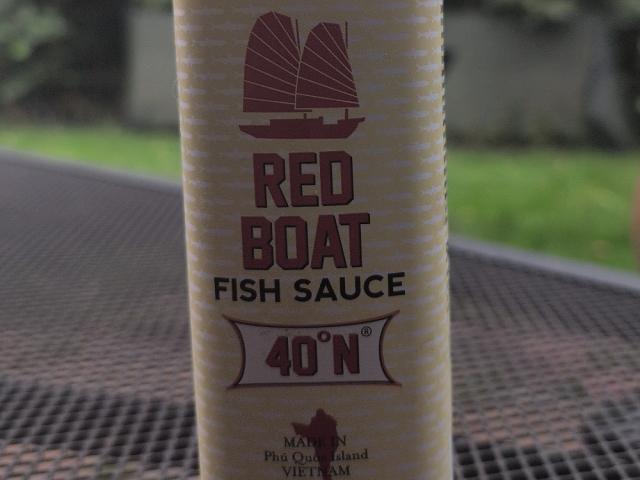 RED
BOAT
FISH SAUCE
40°N®
MADE IN
Phú Quốc Island
VIETNAM